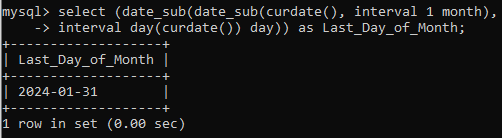 mysql> select (date_sub(date_sub(curdate(), interval 1 month),
    -> interval day(curdate()) day)) as Last_Day_of_Month;
+-------------------+
| Last_Day_of_Month |
+-------------------+
| 2024-01-31        |
+-------------------+
1 row in set (0.00 sec)